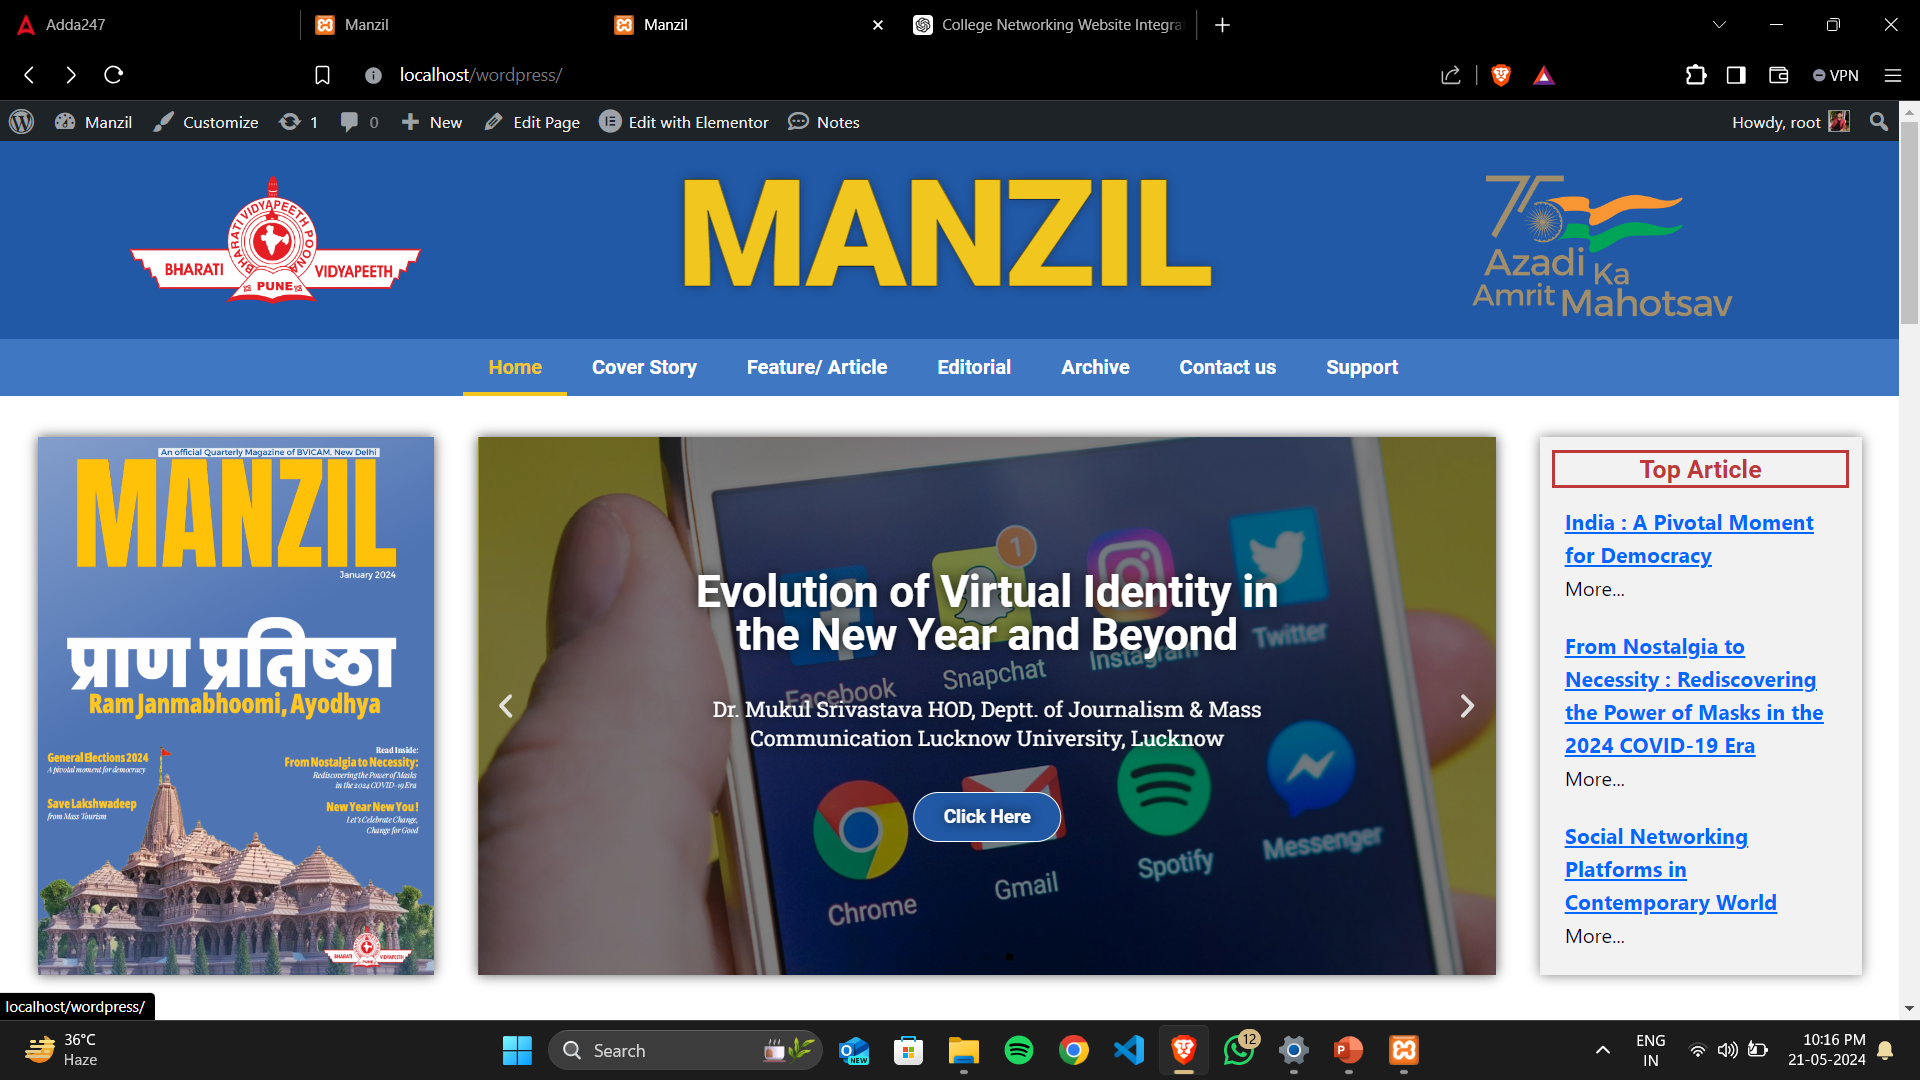 Adda247
Manzil
Manzil
College Networking Website Integra
localhost/wordpress/
VPN
Manzil
Customize
1
0
New
Edit Page
Edit with Elementor
Notes
Howdy, root
BHARATI VIDYAPEETH POONA
BHARATI
VIDYAPEETH
PUNE
MANZIL
75
Azadi Ka
Amrit Mahotsav
Home
Cover Story
Feature/ Article
Editorial
Archive
Contact us
Support
An official Quarterly Magazine of BVICAM, New Delhi
MANZIL
January 2024
प्राण प्रतिष्ठा
Ram Janmabhoomi, Ayodhya
General Elections 2024
A pivotal moment for democracy
Save Lakshwadeep
from Mass Tourism
Read Inside:
From Nostalgia to Necessity:
Rediscovering the Power of Masks
in the 2024 COVID-19 Era
New Year New You !
Let's Celebrate Change,
Change for Good
BHARATI
VIDYAPEETH
PUNE
1
Facebook
Snapchat
Instagram
Twitter
Evolution of Virtual Identity in
the New Year and Beyond
Dr. Mukul Srivastava HOD, Deptt. of Journalism & Mass
Communication Lucknow University, Lucknow
Click Here
Chrome
Gmail
Spotify
Messenger
Top Article
India : A Pivotal Moment
for Democracy
More...
From Nostalgia to
Necessity : Rediscovering
the Power of Masks in the
2024 COVID-19 Era
More...
Social Networking
Platforms in
Contemporary World
More...
localhost/wordpress/
36°C
Haze
Search
NEW
12
ENG
IN
10:16 PM
21-05-2024